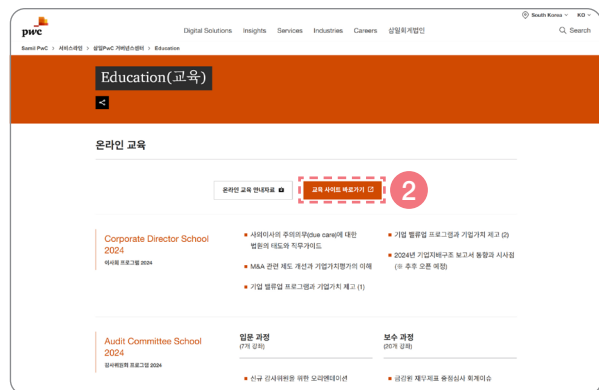 South Korea
KO
pwc
Digital Solutions Insights Services Industries Careers 삼일회계법인
Search
Samil PwC > 서비스라인 > 삼일PwC 거버넌스센터 > Education
Education(교육)
온라인 교육
온라인 교육 안내자료
교육 사이트 바로가기
2
Corporate Director School
2024
이사회 프로그램 2024
사외이사의 주의의무(due care)에 대한
법원의 태도와 직무가이드
M&A 관련 제도 개선과 기업가치평가의 이해
기업 밸류업 프로그램과 기업가치 제고 (1)
기업 밸류업 프로그램과 기업가치 제고 (2)
2024년 기업지배구조 보고서 동향과 시사점
(※ 추후 오픈 예정)
Audit Committee School
2024
감사위원회 프로그램 2024
입문 과정
(7개 강좌)
신규 감사위원을 위한 오리엔테이션
보수 과정
(20개 강좌)
금감원 재무제표 중점심사 회계이슈